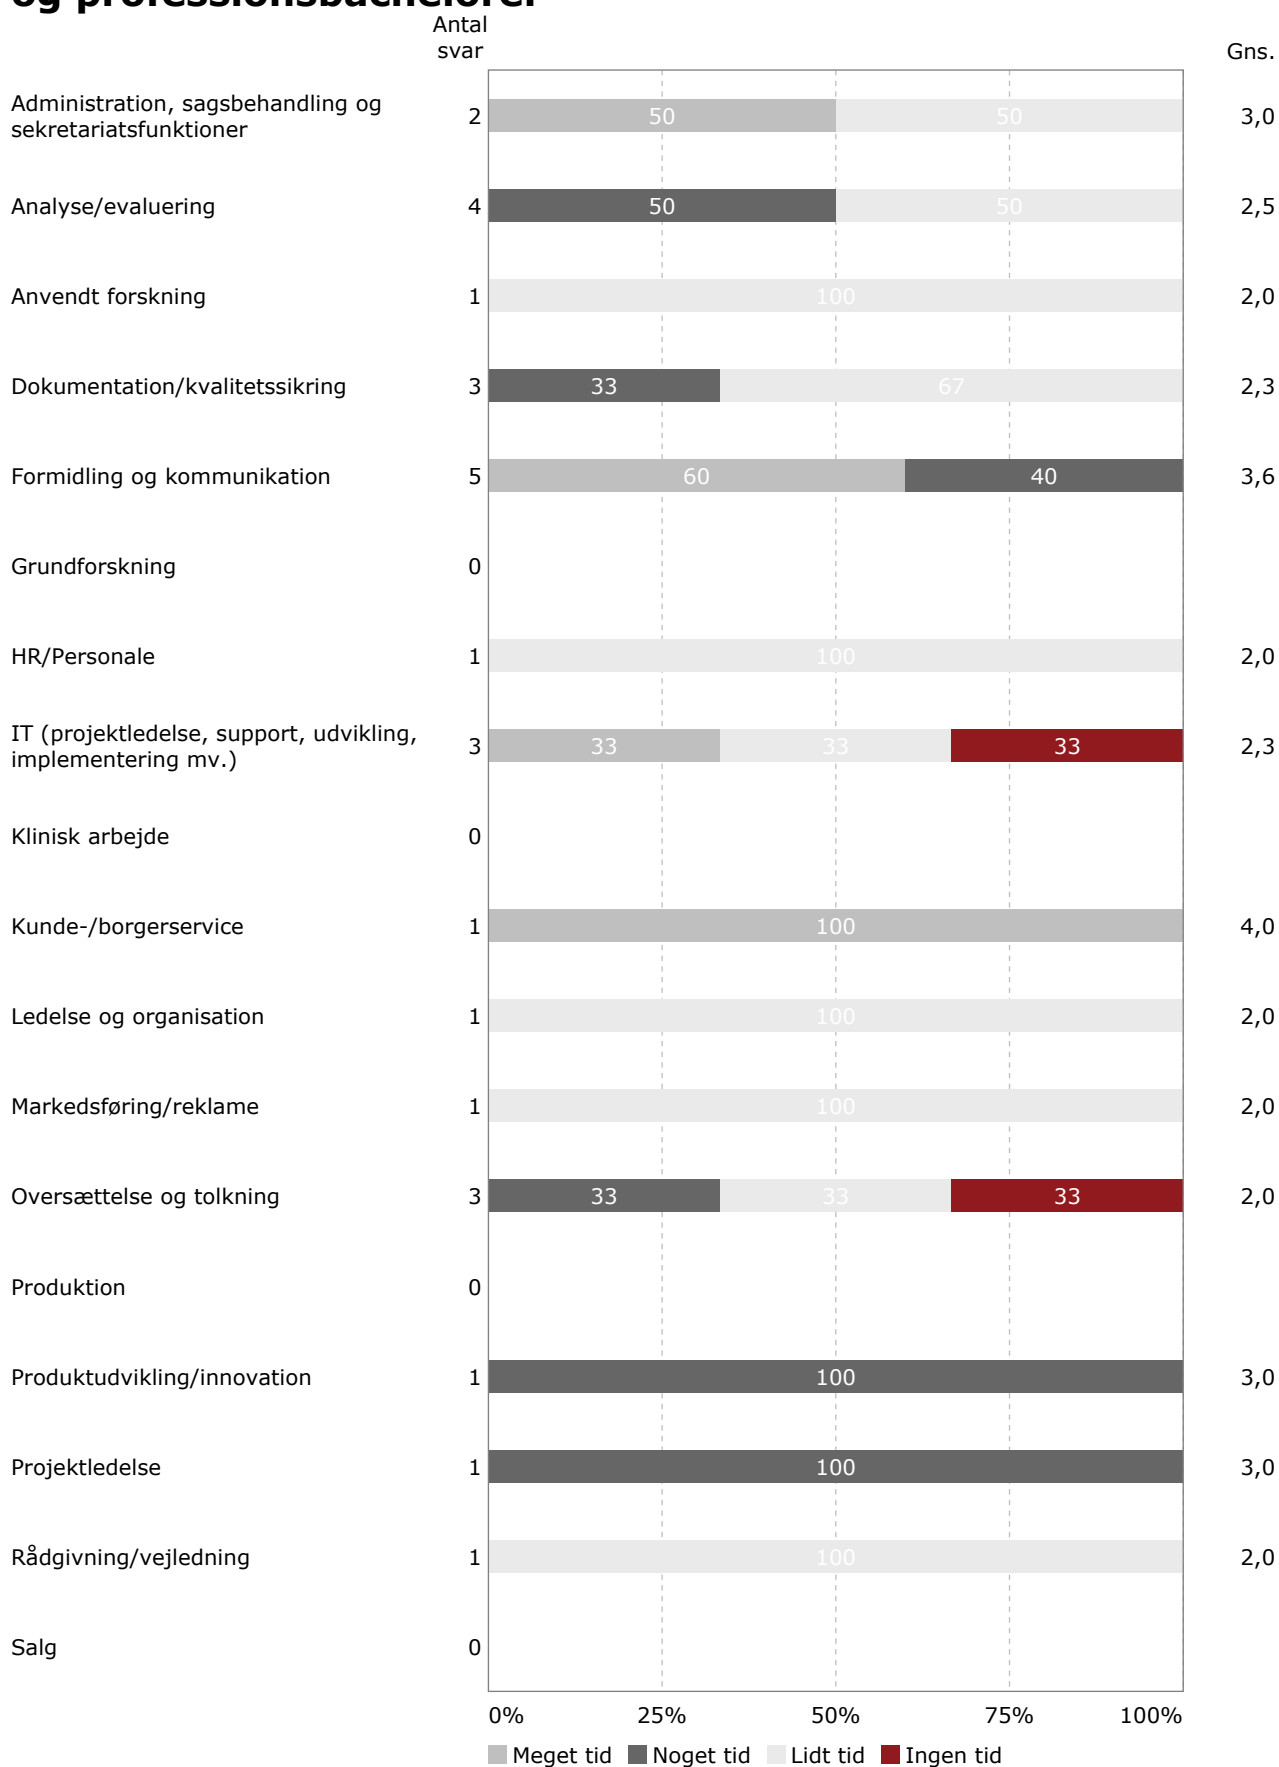 og professionsbachelorer
Antal
svar
Gns.
Administration, sagsbehandling og
sekretariatsfunktioner
2 50 50 3,0
Analyse/evaluering 4 50 50 2,5
Anvendt forskning 1 100 2,0
Dokumentation/kvalitetssikring 3 33 67 2,3
Formidling og kommunikation 5 60 40 3,6
Grundforskning 0
HR/Personale 1 100 2,0
IT (projektledelse, support, udvikling,
implementering mv.)
3 33 33 33 2,3
Klinisk arbejde 0
Kunde-/borgerservice 1 100 4,0
Ledelse og organisation 1 100 2,0
Markedsføring/reklame 1 100 2,0
Oversættelse og tolkning 3 33 33 33 2,0
Produktion 0
Produktudvikling/innovation 1 100 3,0
Projektledelse 1 100 3,0
Rådgivning/vejledning 1 100 2,0
Salg 0
0% 25% 50% 75% 100%
Meget tid Noget tid Lidt tid Ingen tid